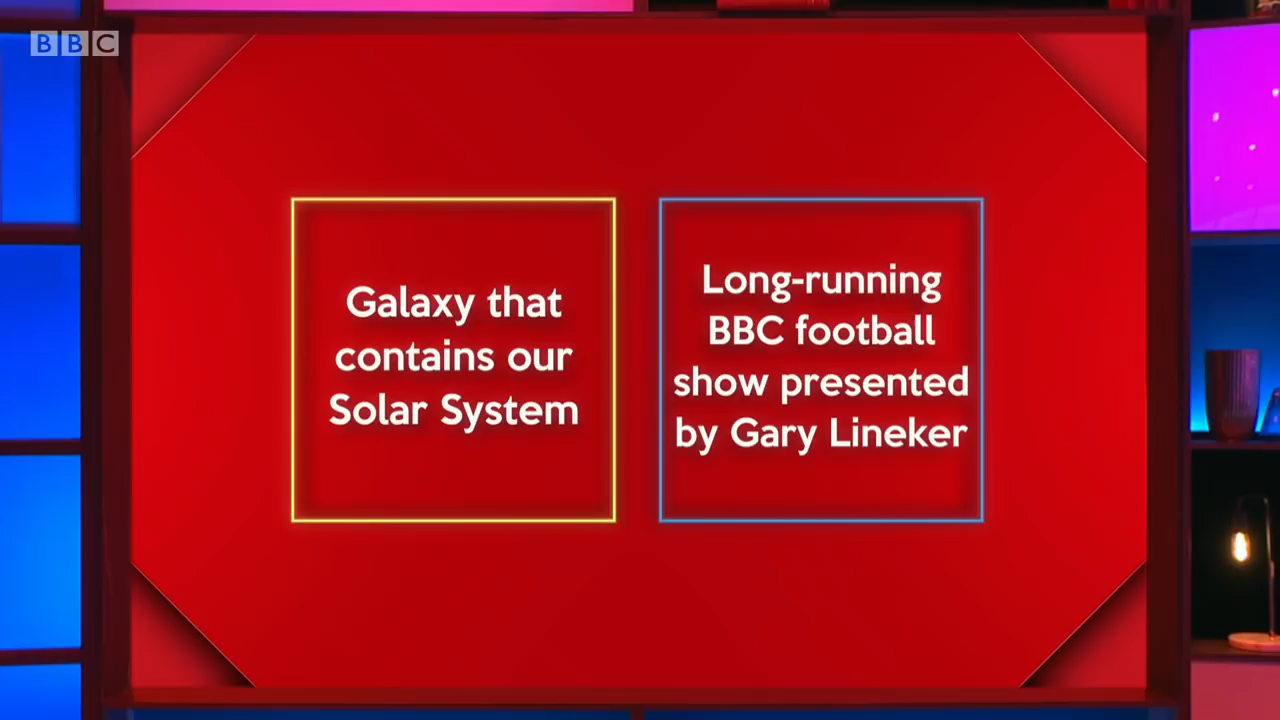 BBC
Galaxy that
contains our
Solar System
Long-running
BBC football
show presented
by Gary Lineker